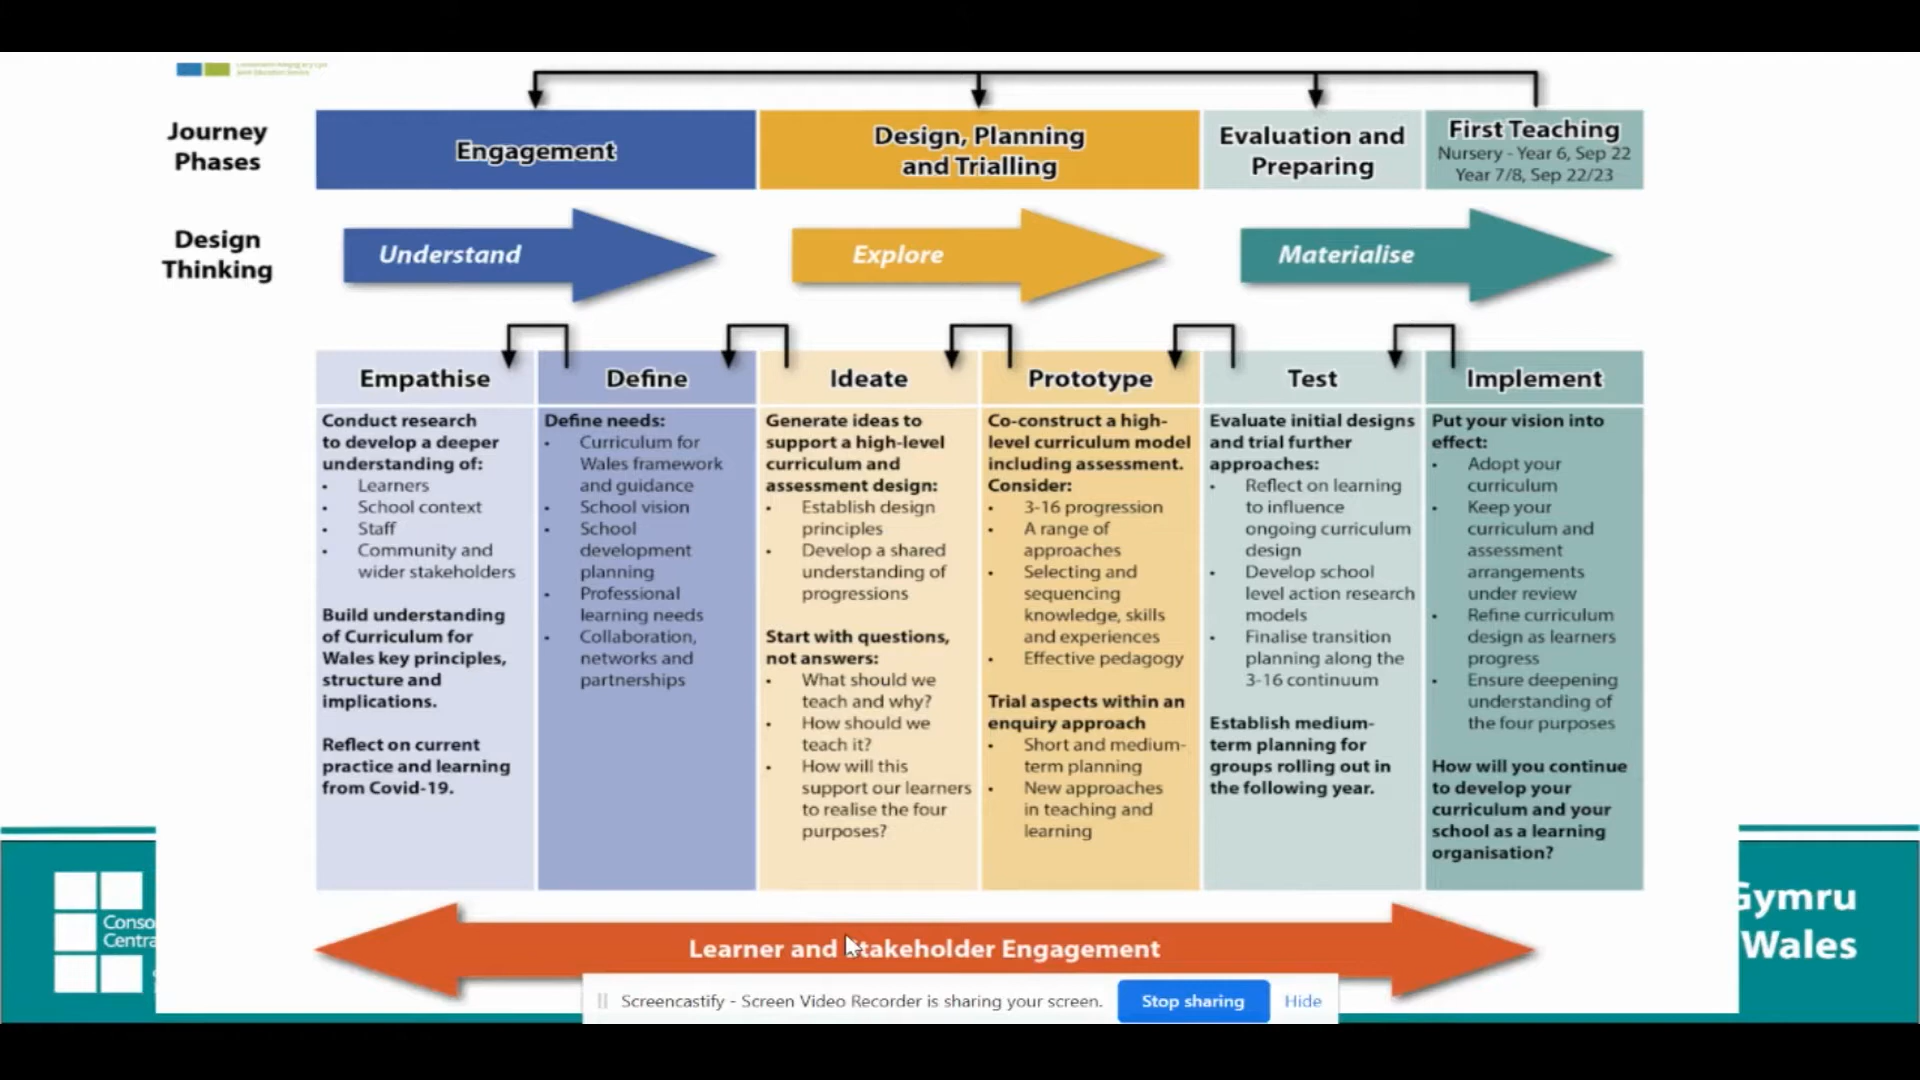 Journey
Phases
Engagement
Design, Planning
and Trialling
Evaluation and
Preparing
First Teaching
Nursery - Year 6, Sep 22
Year 7/8, Sep 22/23
Design
Thinking
Understand
Explore
Materialise
Empathise
Conduct research
to develop a deeper
understanding of:
• Learners
• School context
• Staff
• Community and
wider stakeholders
Build understanding
of Curriculum for
Wales key principles,
structure and
implications.
Reflect on current
practice and learning
from Covid-19.
Define
Define needs:
• Curriculum for
Wales framework
and guidance
• School vision
• School
development
planning
• Professional
learning needs
• Collaboration,
networks and
partnerships
Ideate
Generate ideas to
support a high-level
curriculum and
assessment design:
• Establish design
principles
• Develop a shared
understanding of
progressions
Start with questions,
not answers:
• What should we
teach and why?
• How should we
teach it?
• How will this
support our learners
to realise the four
purposes?
Prototype
Co-construct a high-
level curriculum model
including assessment.
Consider:
• 3-16 progression
• A range of
approaches
• Selecting and
sequencing
knowledge, skills
and experiences
• Effective pedagogy
Trial aspects within an
enquiry approach
• Short and medium-
term planning
• New approaches
in teaching and
learning
Test
Evaluate initial designs
and trial further
approaches:
• Reflect on learning
to influence
ongoing curriculum
design
• Develop school
level action research
models
• Finalise transition
planning along the
3-16 continuum
Establish medium-
term planning for
groups rolling out in
the following year.
Implement
Put your vision into
effect:
• Adopt your
curriculum
• Keep your
curriculum and
assessment
arrangements
under review
• Refine curriculum
design as learners
progress
• Ensure deepening
understanding of
the four purposes
How will you continue
to develop your
curriculum and your
school as a learning
organisation?
Conso
Centra
Gymru
Wales
Learner and Stakeholder Engagement
Screencastify - Screen Video Recorder is sharing your screen.
Stop sharing
Hide